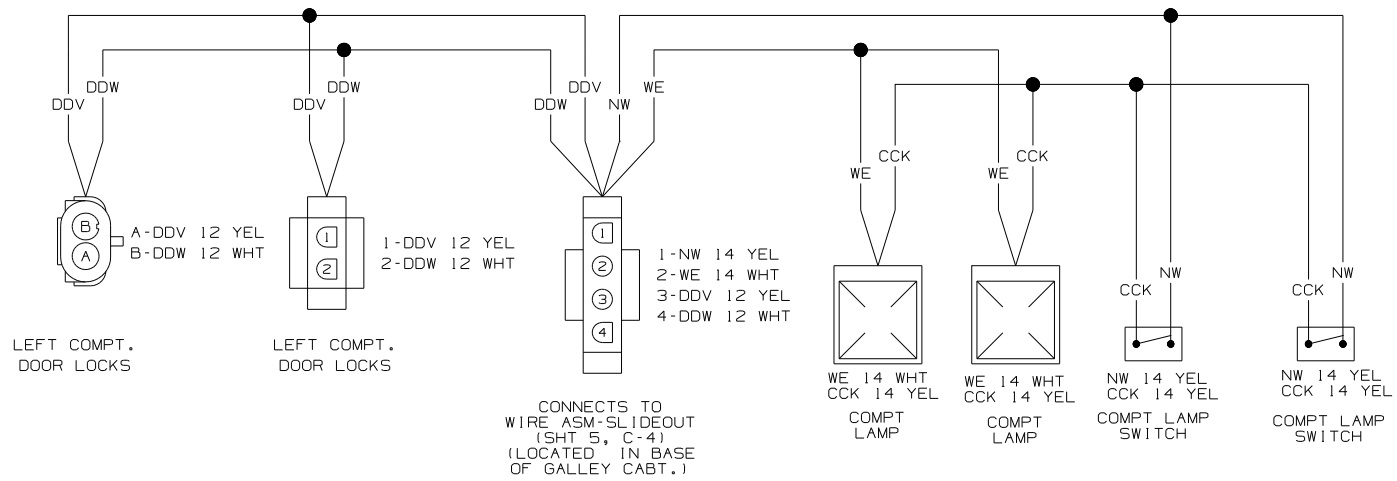 DDV
DDW
DDV
DDW
DDW
DDV
NW
WE
WE
CCK
WE
CCK
CCK
NW
CCK
NW
B
A
A-DDV 12 YEL
B-DDW 12 WHT
LEFT COMPT.
DOOR LOCKS
1
2
1-DDV 12 YEL
2-DDW 12 WHT
LEFT COMPT.
DOOR LOCKS
1
2
3
4
1-NW 14 YEL
2-WE 14 WHT
3-DDV 12 YEL
4-DDW 12 WHT
CONNECTS TO
WIRE ASM-SLIDEOUT
(SHT 5, C-4)
(LOCATED IN BASE
OF GALLEY CABT.)
WE 14 WHT
CCK 14 YEL
COMPT
LAMP
WE 14 WHT
CCK 14 YEL
COMPT
LAMP
NW 14 YEL
CCK 14 YEL
COMPT LAMP
SWITCH
NW 14 YEL
CCK 14 YEL
COMPT LAMP
SWITCH